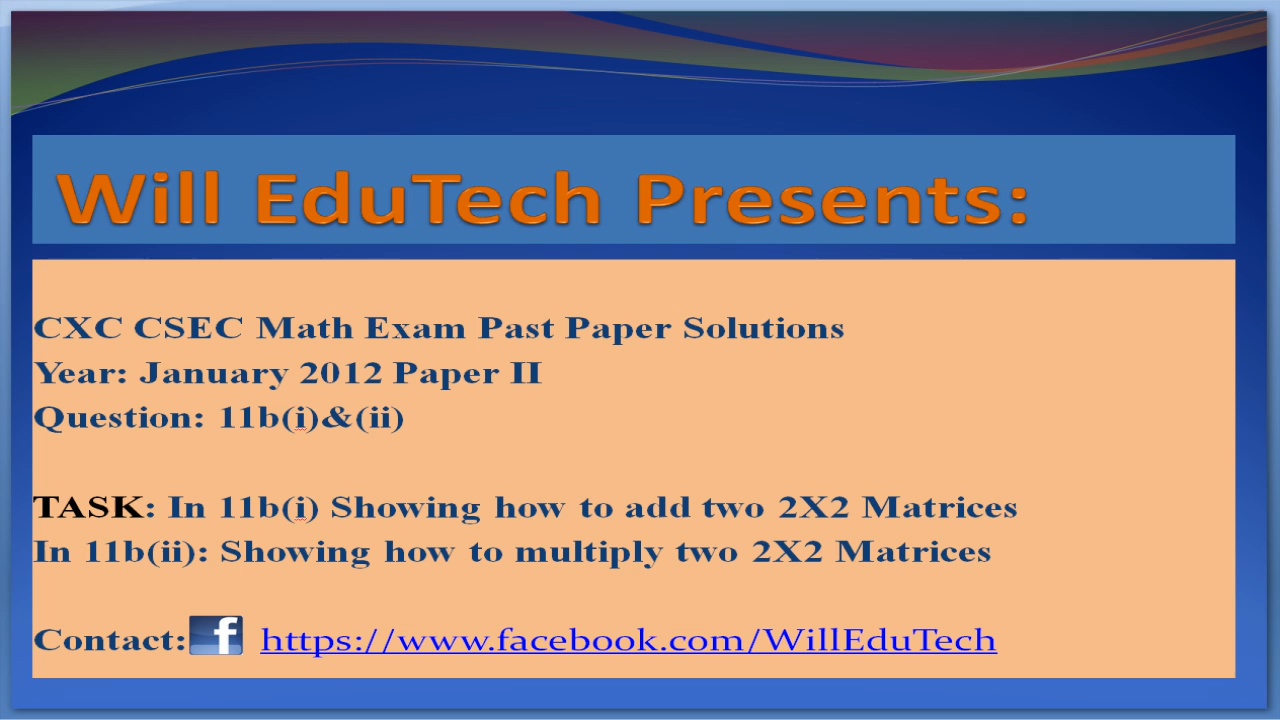 Will EduTech Presents:
CXC CSEC Math Exam Past Paper Solutions
Year: January 2012 Paper II
Question: 11b(i)&(ii)
TASK: In 11b(i) Showing how to add two 2X2 Matrices
In 11b(ii): Showing how to multiply two 2X2 Matrices
Contact: f https://www.facebook.com/WillEduTech